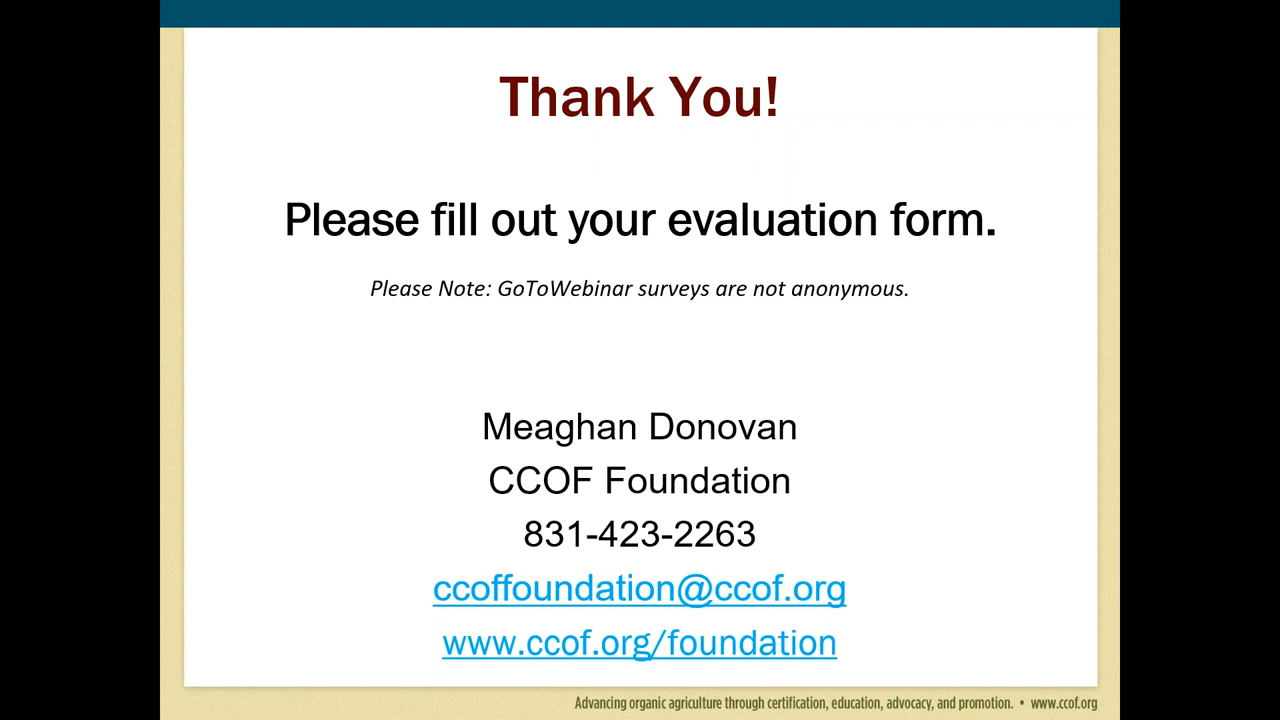 Thank You!
Please fill out your evaluation form.
Please Note: GoToWebinar surveys are not anonymous.
Meaghan Donovan
CCOF Foundation
831-423-2263
ccoffoundation@ccof.org
www.ccof.org/foundation
Advancing organic agriculture through certification, education, advocacy, and promotion. • www.ccof.org